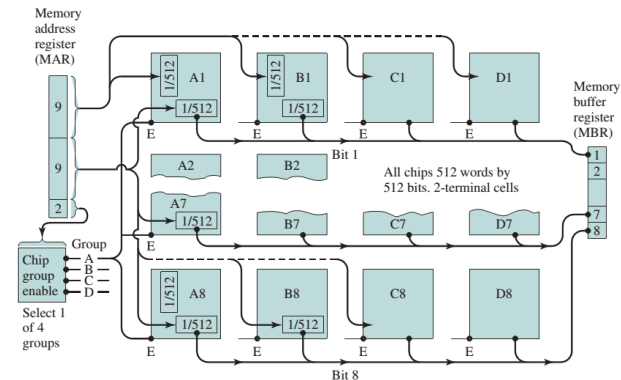 Memory
address
register
(MAR)
9
9
2
1/512
A1
1/512
E
1/512
B1
1/512
E
C1
E
D1
E
Bit 1
Memory
buffer
register
(MBR)
1
2
7
8
A2
B2
All chips 512 words by
512 bits. 2-terminal cells
A7
1/512
E
B7
C7
D7
Group
A
B
C
D
Chip
group
enable
Select 1
of 4
groups
1/512
A8
1/512
E
B8
1/512
E
C8
E
D8
E
Bit 8